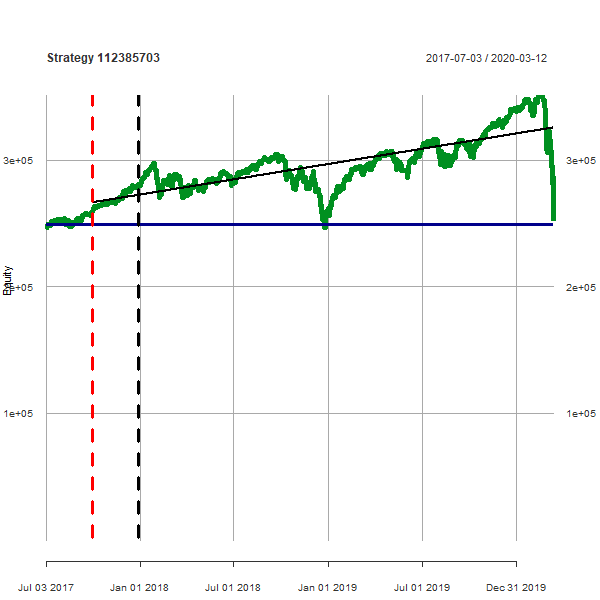 Strategy 112385703
2017-07-03 / 2020-03-12
3e+05
3e+05
Equity
2e+05
2e+05
1e+05
1e+05
Jul 03 2017
Jan 01 2018
Jul 01 2018
Jan 01 2019
Jul 01 2019
Dec 31 2019